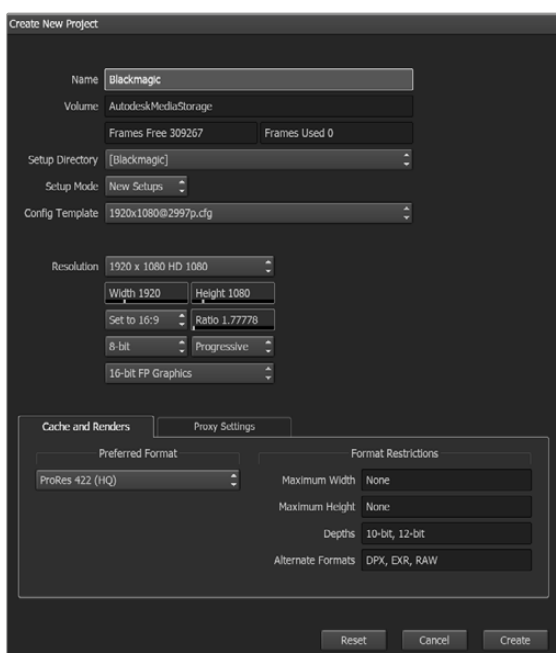 Create New Project
Name Blackmagic
Volume AutodeskMediaStorage
Frames Free 309267 Frames Used 0
Setup Directory [Blackmagic]
Setup Mode New Setups
Config Template 1920x1080@2997p.cfg
Resolution 1920 x 1080 HD 1080
Width 1920 Height 1080
Set to 16:9 Ratio 1.77778
8-bit Progressive
16-bit FP Graphics
Cache and Renders Proxy Settings
Preferred Format Format Restrictions
ProRes 422 (HQ) Maximum Width None
Maximum Height None
Depths 10-bit, 12-bit
Alternate Formats DPX, EXR, RAW
Reset Cancel Create